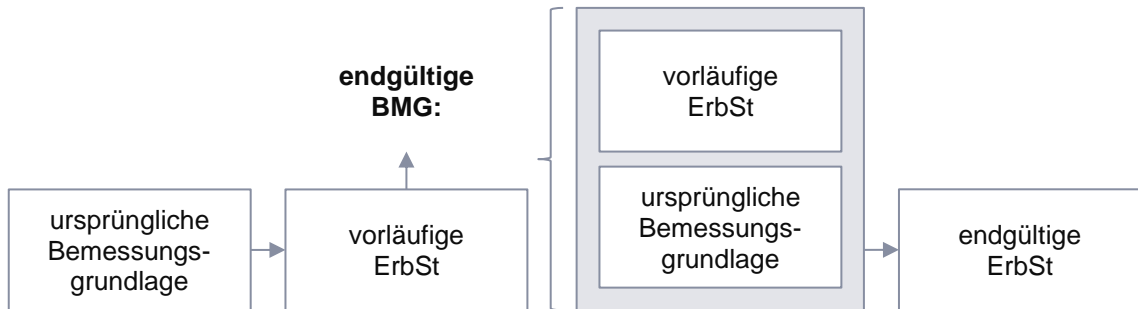 ursprüngliche
Bemessungs-
grundlage
vorläufige
ErbSt
endgültige
BMG:
vorläufige
ErbSt
ursprüngliche
Bemessungs-
grundlage
endgültige
ErbSt